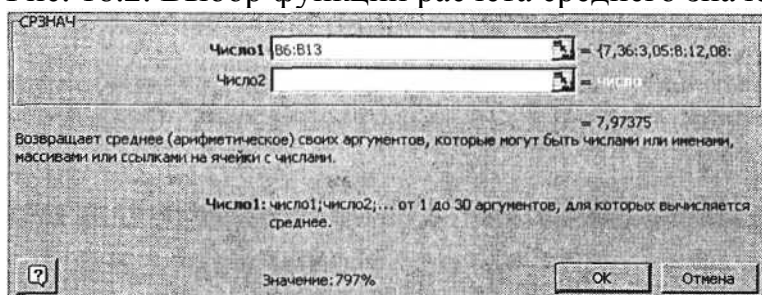 Рис. 18.2. Выбор функции расчета среднего значе
СРЗНАЧ
Число1 B6:B13 = {7,36:3,05:8:12,08:
Число2 = число
= 7,97375
Возвращает среднее (арифметическое) своих аргументов, которые могут быть числами или именами,
массивами или ссылками на ячейки с числами.
Число1: число1;число2;... от 1 до 30 аргументов, для которых вычисляется
среднее.
Значение:797% ОК Отмена